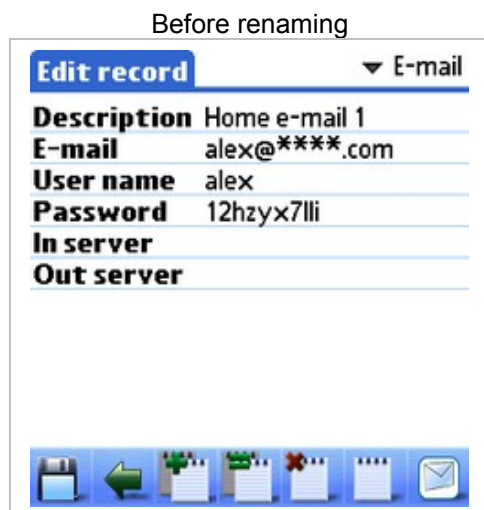 Before renaming
Edit record E-mail
Description Home e-mail 1
E-mail alex@****.com
User name alex
Password 12hzyx7lli
In server
Out server